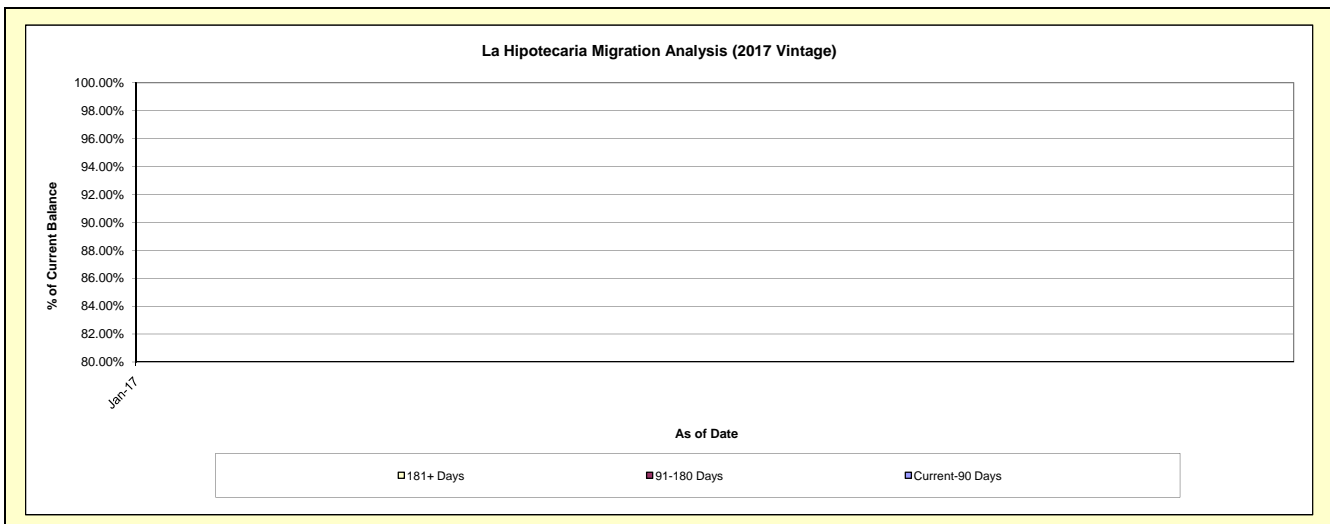 La Hipotecaria Migration Analysis (2017 Vintage)
% of Current Balance
100.00%
98.00%
96.00%
94.00%
92.00%
90.00%
88.00%
86.00%
84.00%
82.00%
80.00%
Jan-17
As of Date
181+ Days
91-180 Days
Current-90 Days